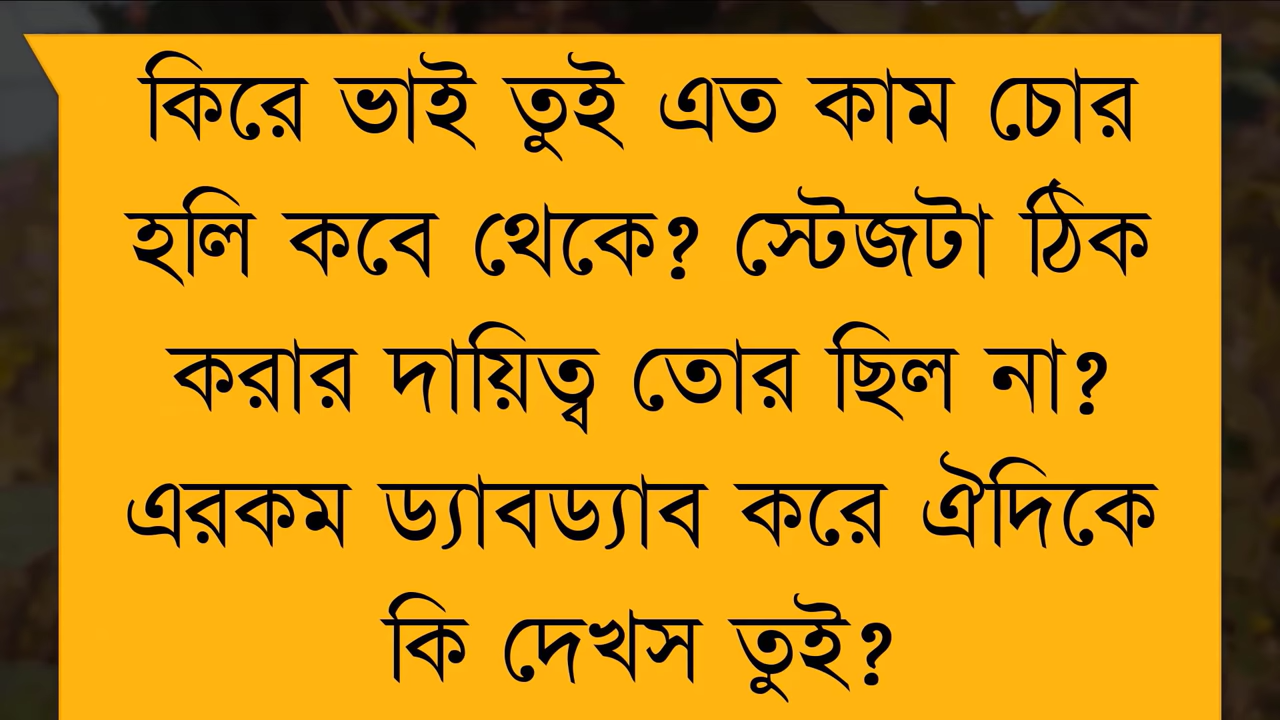 কিরে ভাই তুই এত কাম চোর
হলি কবে থেকে? স্টেজটা ঠিক
করার দায়িত্ব তোর ছিল না?
এরকম ড্যাবড্যাব করে ঐদিকে
কি দেখস তুই?